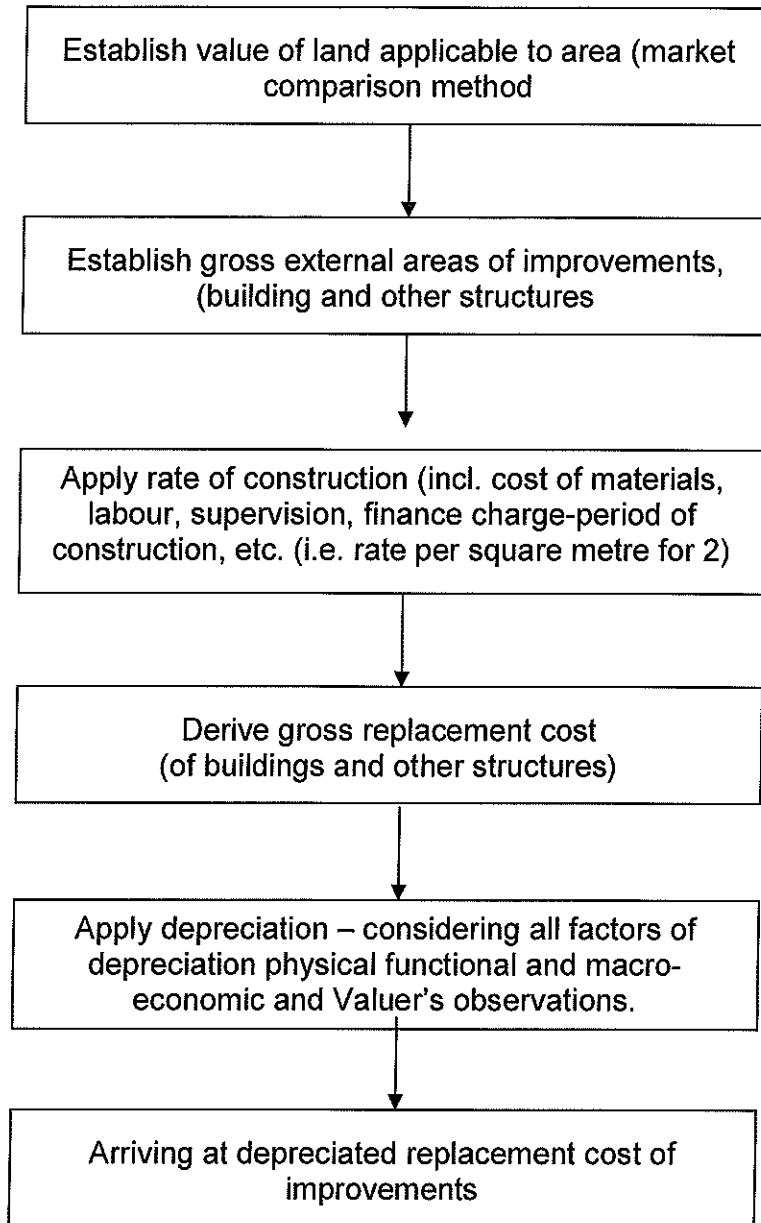 Establish value of land applicable to area (market
comparison method
Establish gross external areas of improvements,
(building and other structures
Apply rate of construction (incl. cost of materials,
labour, supervision, finance charge-period of
construction, etc. (i.e. rate per square metre for 2)
Derive gross replacement cost
(of buildings and other structures)
Apply depreciation – considering all factors of
depreciation physical functional and macro-
economic and Valuer's observations.
Arriving at depreciated replacement cost of
improvements